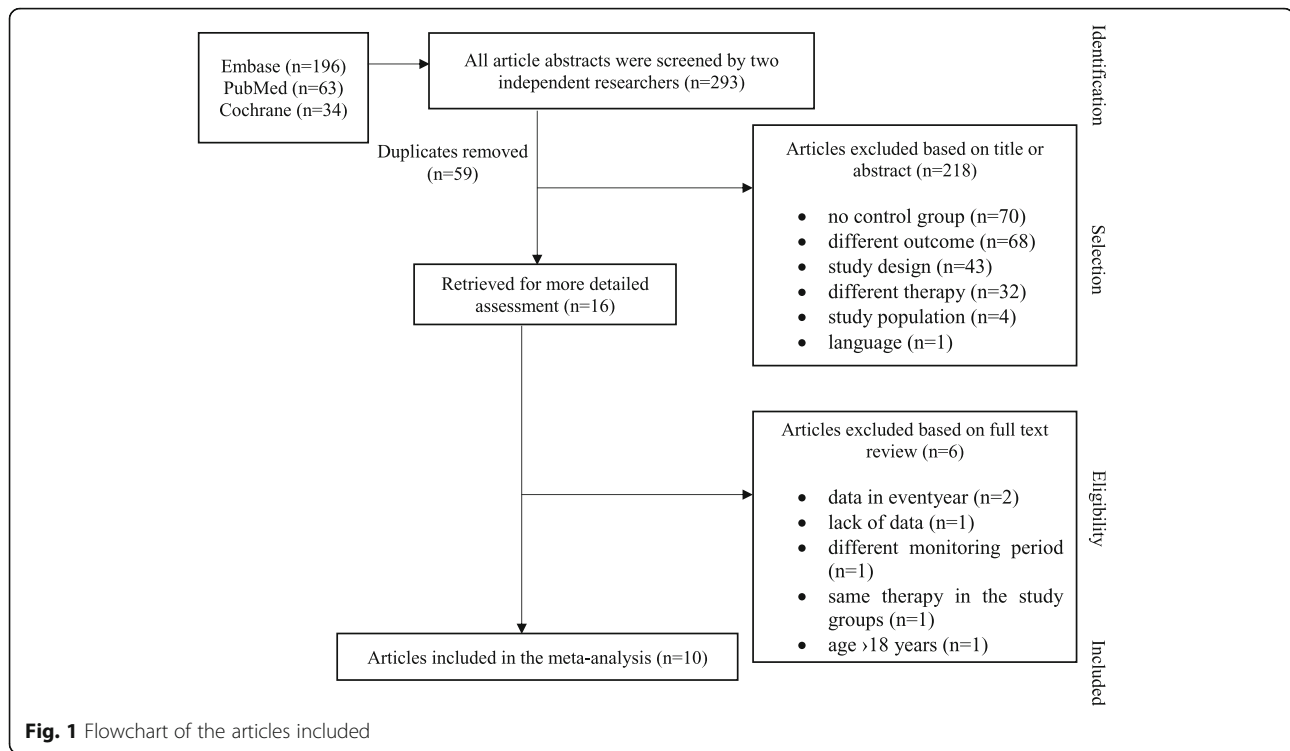 Embase (n=196)
PubMed (n=63)
Cochrane (n=34)
All article abstracts were screened by two
independent researchers (n=293)
Identification
Duplicates removed
(n=59)
Articles excluded based on title or
abstract (n=218)
• no control group (n=70)
• different outcome (n=68)
• study design (n=43)
• different therapy (n=32)
• study population (n=4)
• language (n=1)
Selection
Retrieved for more detailed
assessment (n=16)
Articles excluded based on full text
review (n=6)
• data in eventyear (n=2)
• lack of data (n=1)
• different monitoring period
(n=1)
• same therapy in the study
groups (n=1)
• age ›18 years (n=1)
Eligibility
Articles included in the meta-analysis (n=10)
Included
Fig. 1 Flowchart of the articles included